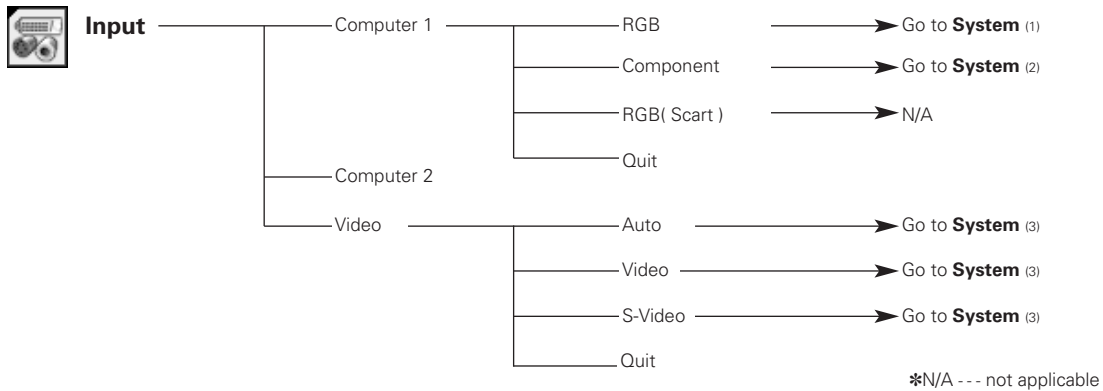 Input
Computer 1
RGB
Go to System (1)
Component
Go to System (2)
RGB( Scart )
N/A
Quit
Computer 2
Video
Auto
Go to System (3)
Video
Go to System (3)
S-Video
Go to System (3)
Quit
✻N/A - - - not applicable